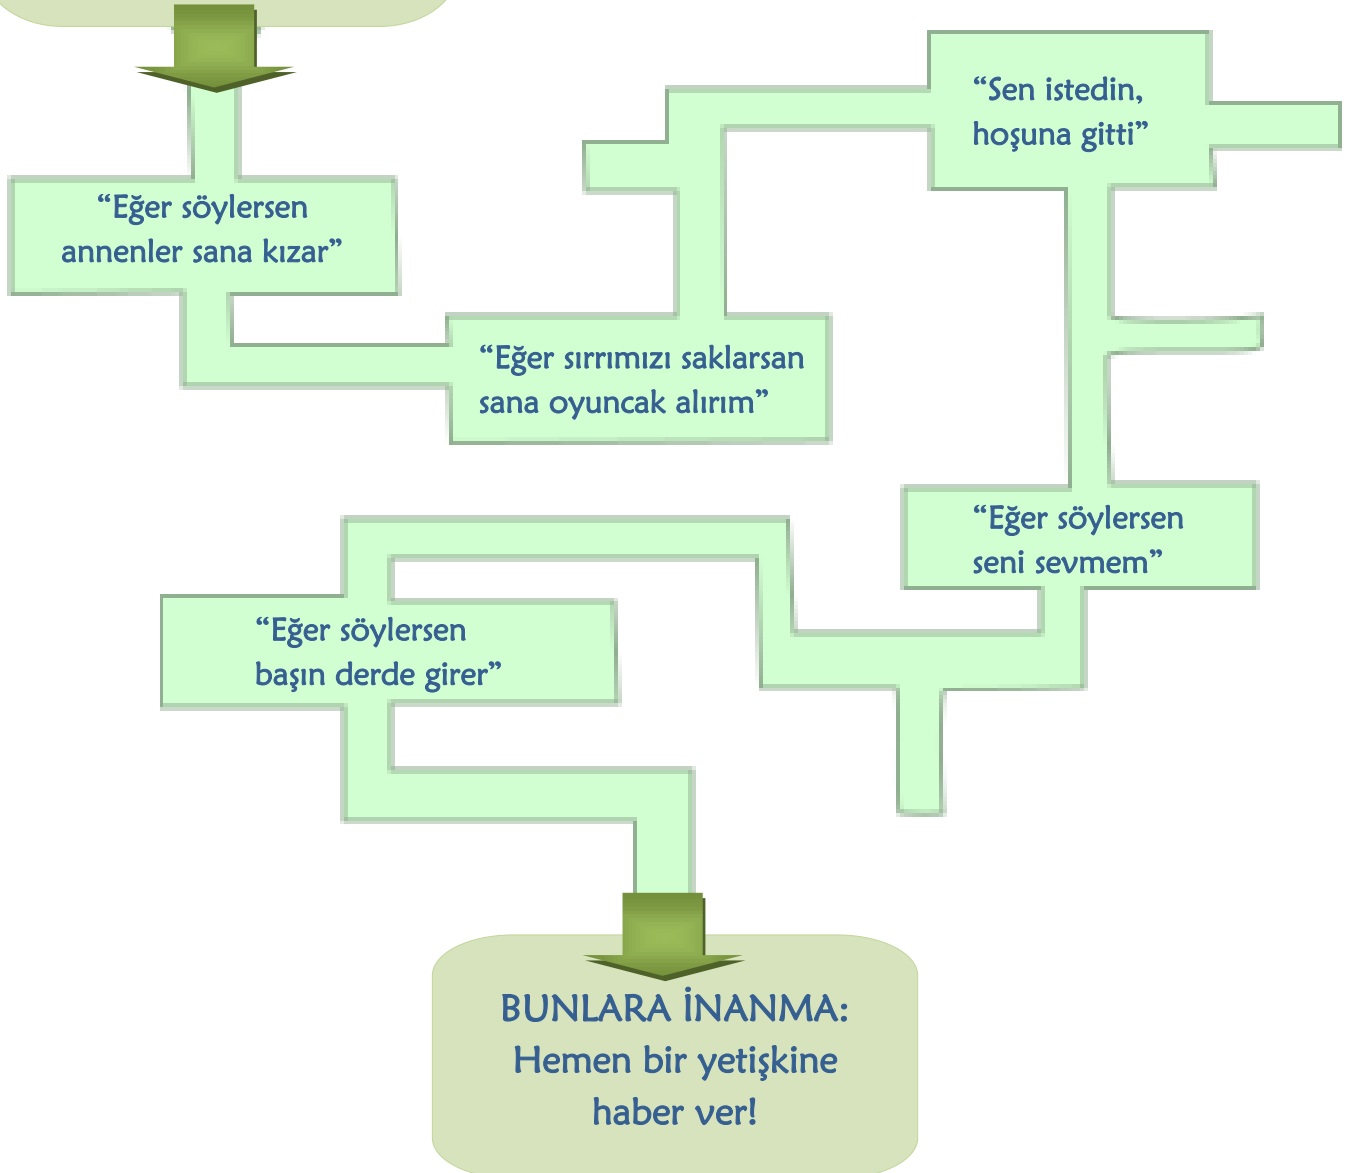 “Eğer söylersen
annenler sana kızar”
“Eğer sırrımızı saklarsan
sana oyuncak alırım”
“Sen istedin,
hoşuna gitti”
“Eğer söylersen
seni sevmem”
“Eğer söylersen
başın derde girer”
BUNLARA İNANMA:
Hemen bir yetişkine
haber ver!